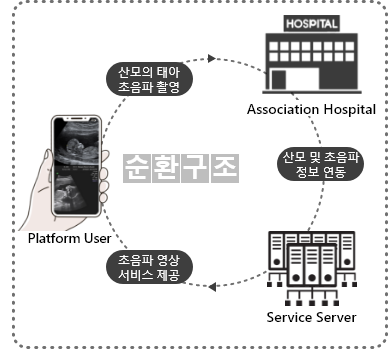 HOSPITAL
산모의 태아
초음파 촬영
Association Hospital
순환구조
산모 및 초음파
정보 연동
Platform User
초음파 영상
서비스 제공
Service Server